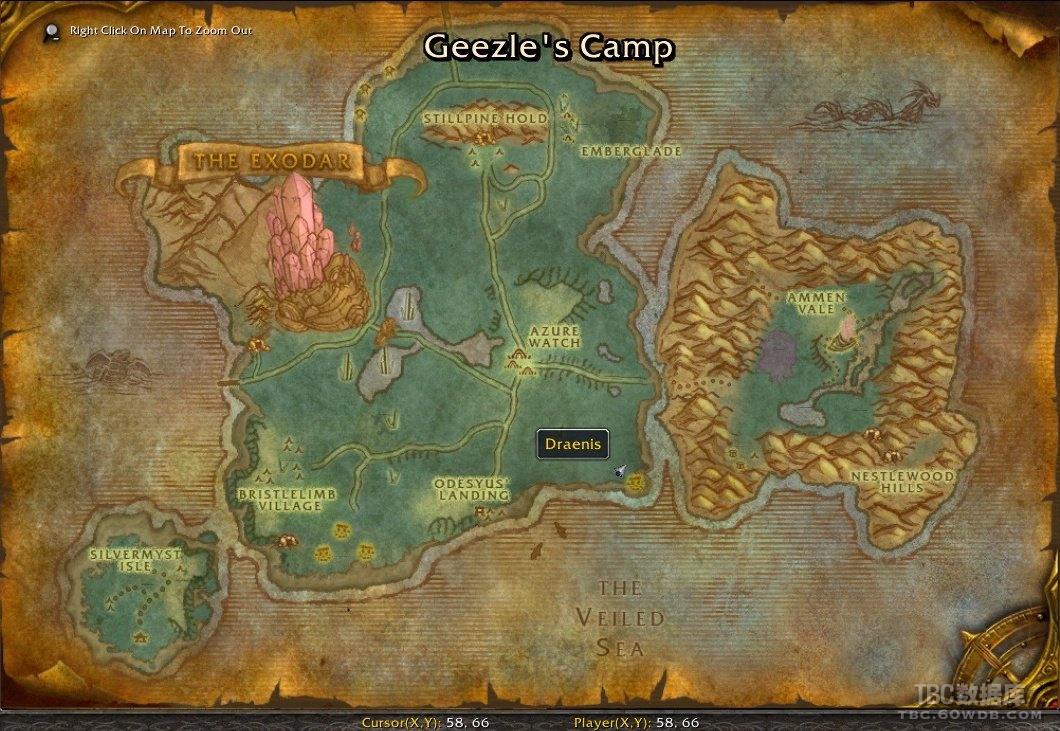 Right Click On Map To Zoom Out
Geezle's Camp
STILLPINE HOLD
EMBERGLADE
THE EXODAR
AMMEN
VALE
AZURE
WATCH
Draenis
ODESYUS'
LANDING
NESTLEWOOD
HILLS
BRISTLELIMB
VILLAGE
SILVERMYST
ISLE
THE
VEILED
SEA
TBC数据库
TBC.60WDB.COM
Cursor(X,Y): 58, 66
Player(X,Y): 58, 66